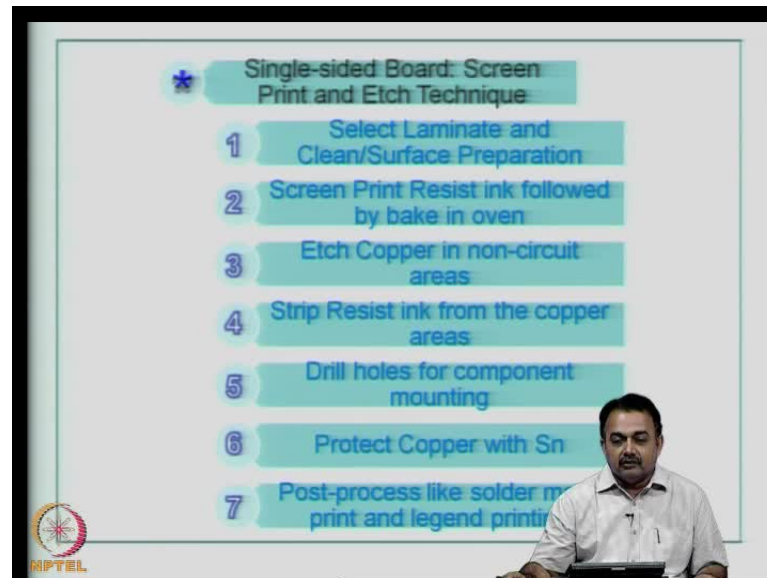 *
Single-sided Board: Screen
Print and Etch Technique
1
Select Laminate and
Clean/Surface Preparation
2
Screen Print Resist ink followed
by bake in oven
3
Etch Copper in non-circuit
areas
4
Strip Resist ink from the copper
areas
5
Drill holes for component
mounting
6
Protect Copper with Sn
7
Post-process like solder
print and legend
NPTEL